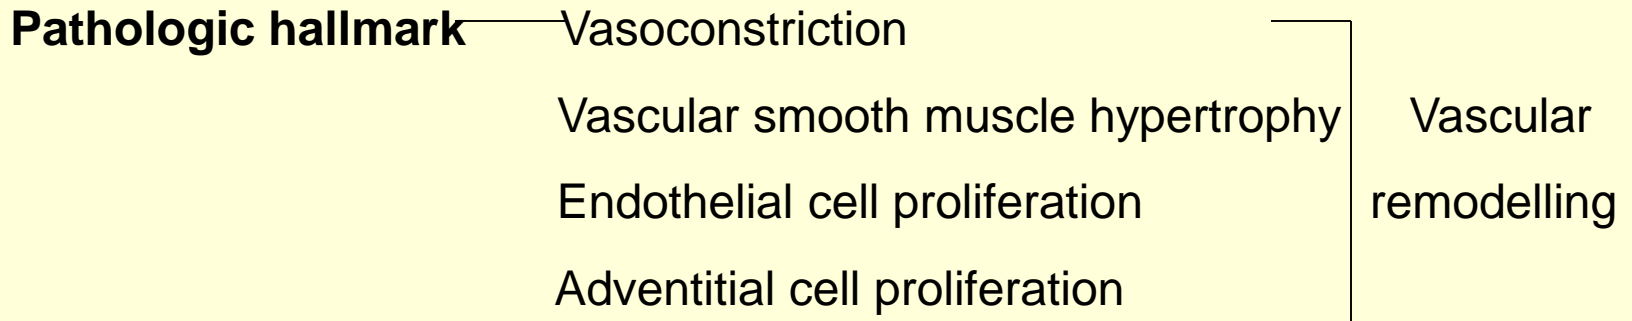 Pathologic hallmark Vasoconstriction
Vascular smooth muscle hypertrophy Vascular
Endothelial cell proliferation remodelling
Adventitial cell proliferation